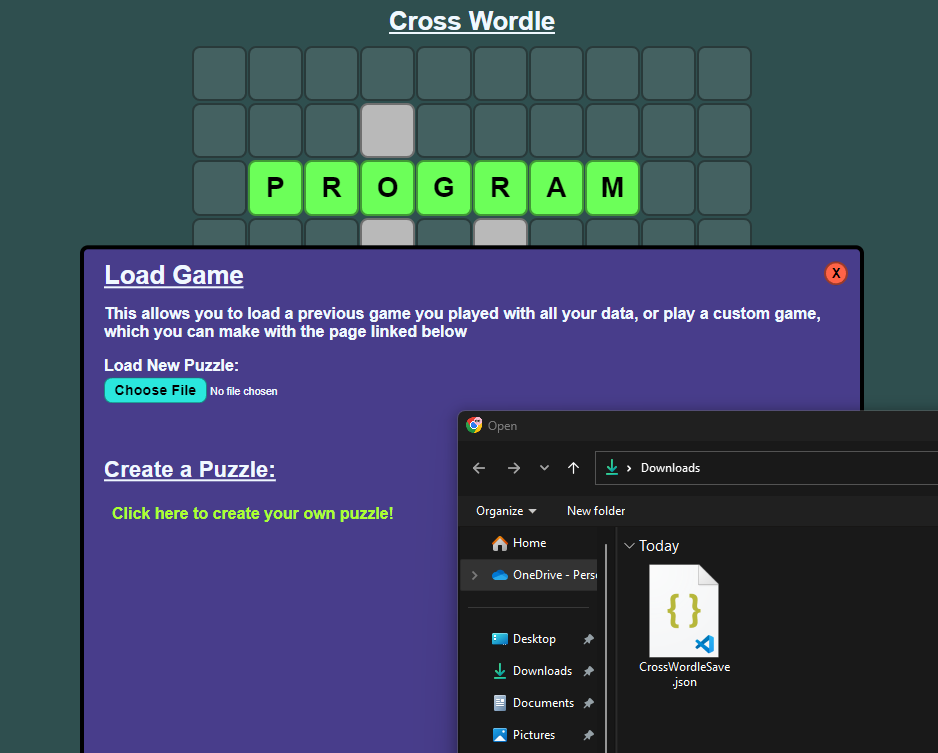 Cross Wordle
PROGRAM
Load Game
X
This allows you to load a previous game you played with all your data, or play a custom game,
which you can make with the page linked below
Load New Puzzle:
Choose File No file chosen
Create a Puzzle:
Click here to create your own puzzle!
Open
Downloads
Organize
New folder
Home
OneDrive - Perso
Desktop
Downloads
Documents
Pictures
Today
{}
CrossWordleSave
.json